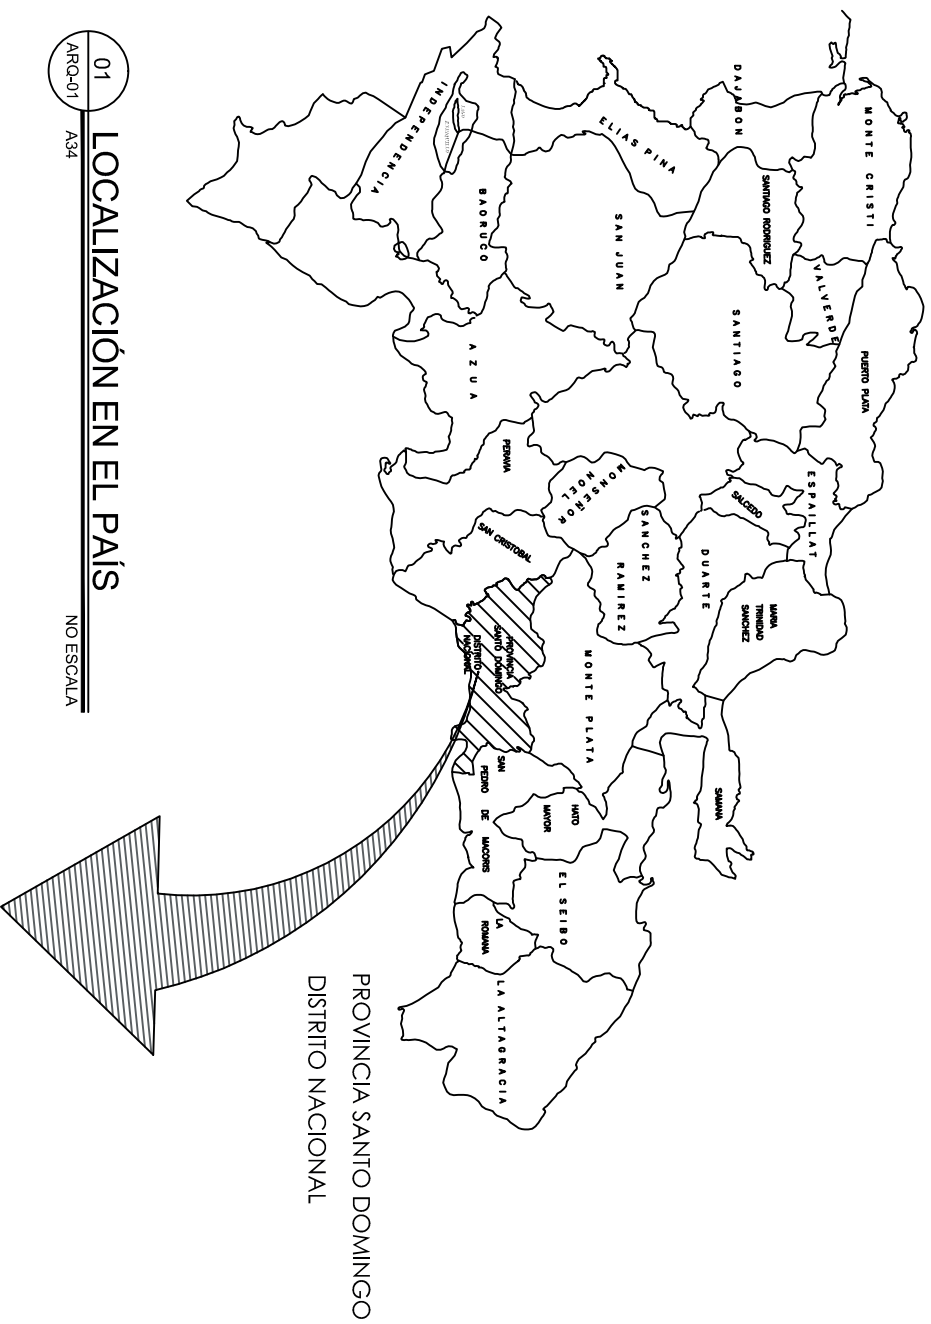 MONTE CRISTI
PUERTO PLATA
DAJABON
SANTIAGO RODRIGUEZ
VALVERDE
ESPAILLAT
SANTIAGO
SALCEDO
MARIA
TRINIDAD
SANCHEZ
ELIAS PIÑA
SAN JUAN
DUARTE
SAMANA
MONSEÑOR
NOEL
SANCHEZ
RAMIREZ
MONTE PLATA
HATO
MAYOR
EL SEIBO
INDEPENDENCIA
BAORUCO
AZUA
PERAVIA
SAN CRISTOBAL
PROVINCIA
SANTO DOMINGO
DISTRITO
NACIONAL
SAN
PEDRO DE MACORIS
LA
ROMANA
LA ALTAGRACIA
PROVINCIA SANTO DOMINGO
DISTRITO NACIONAL
01
ARQ-01
LOCALIZACIÓN EN EL PAÍS
A34
NO ESCALA